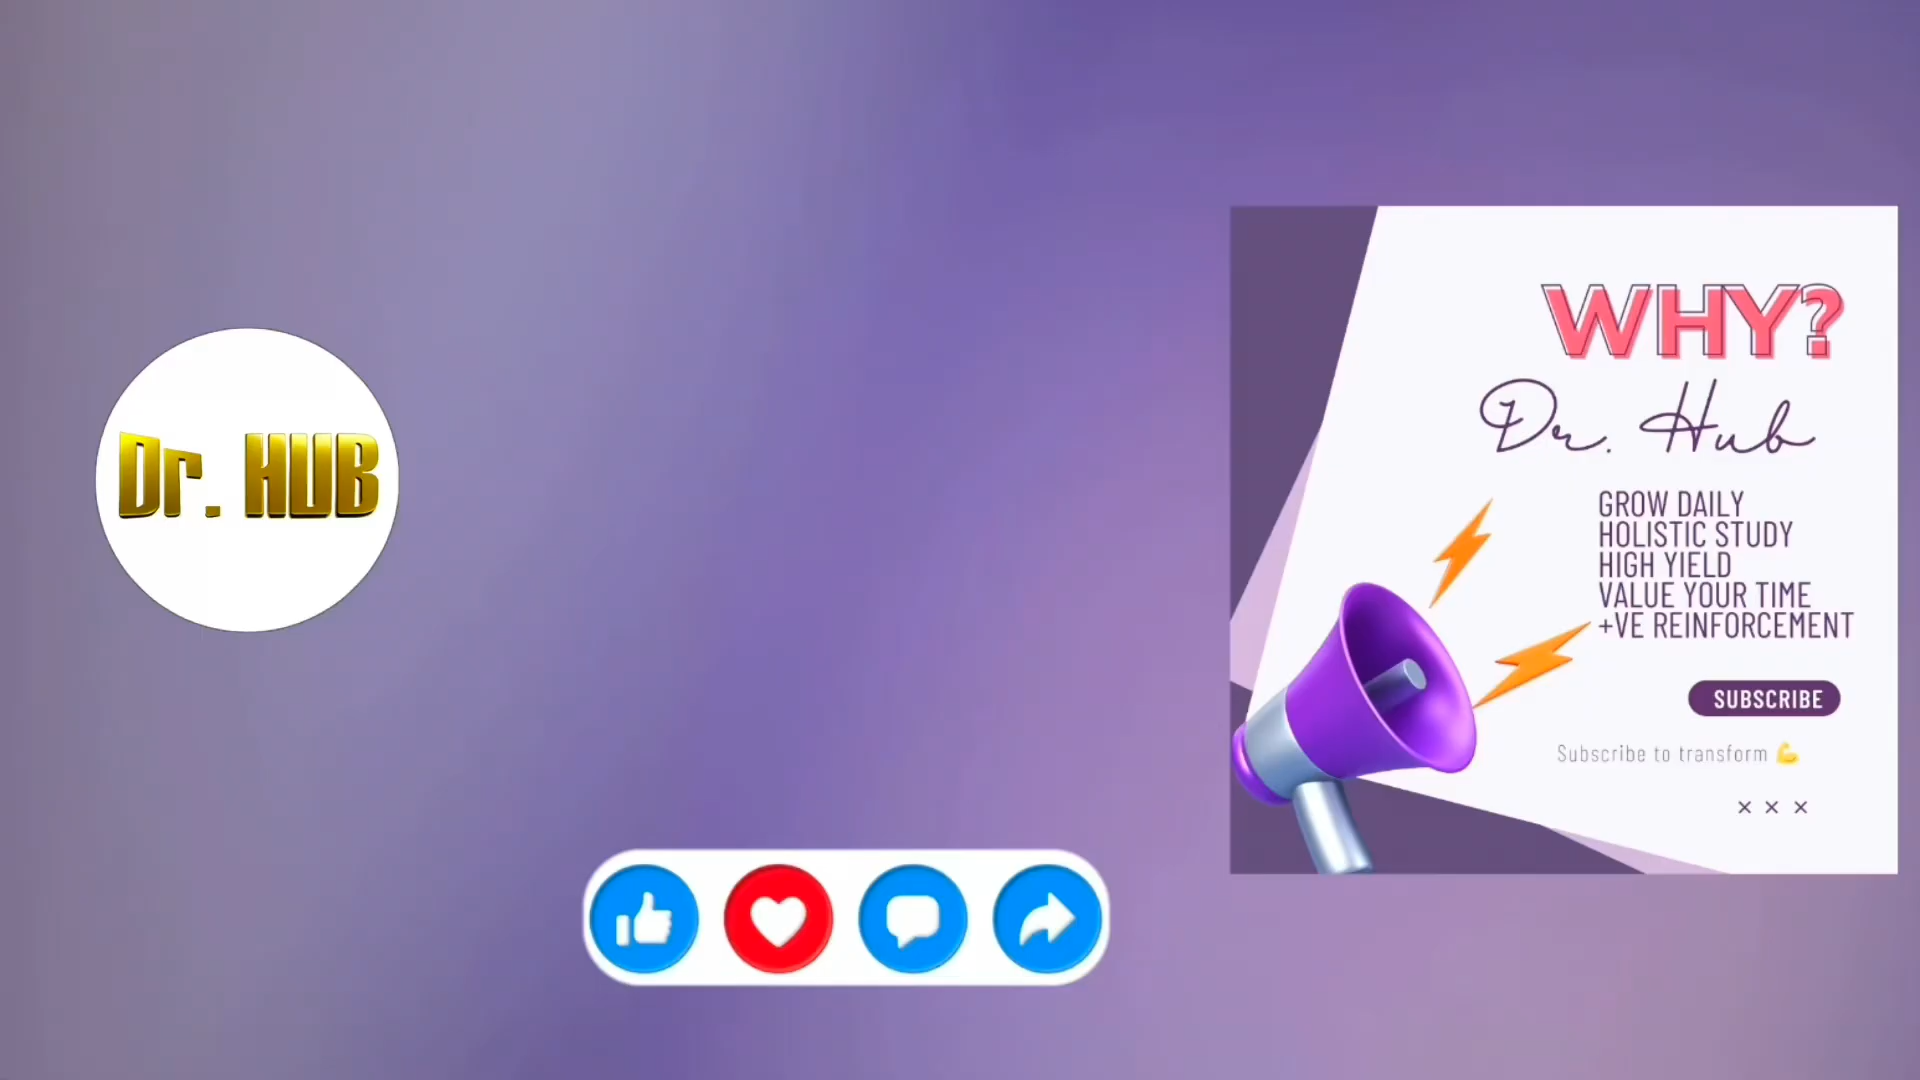 Dr. HUB
WHY?
Dr. Hub
GROW DAILY
HOLISTIC STUDY
HIGH YIELD
VALUE YOUR TIME
+VE REINFORCEMENT
SUBSCRIBE
Subscribe to transform 💪
× × ×